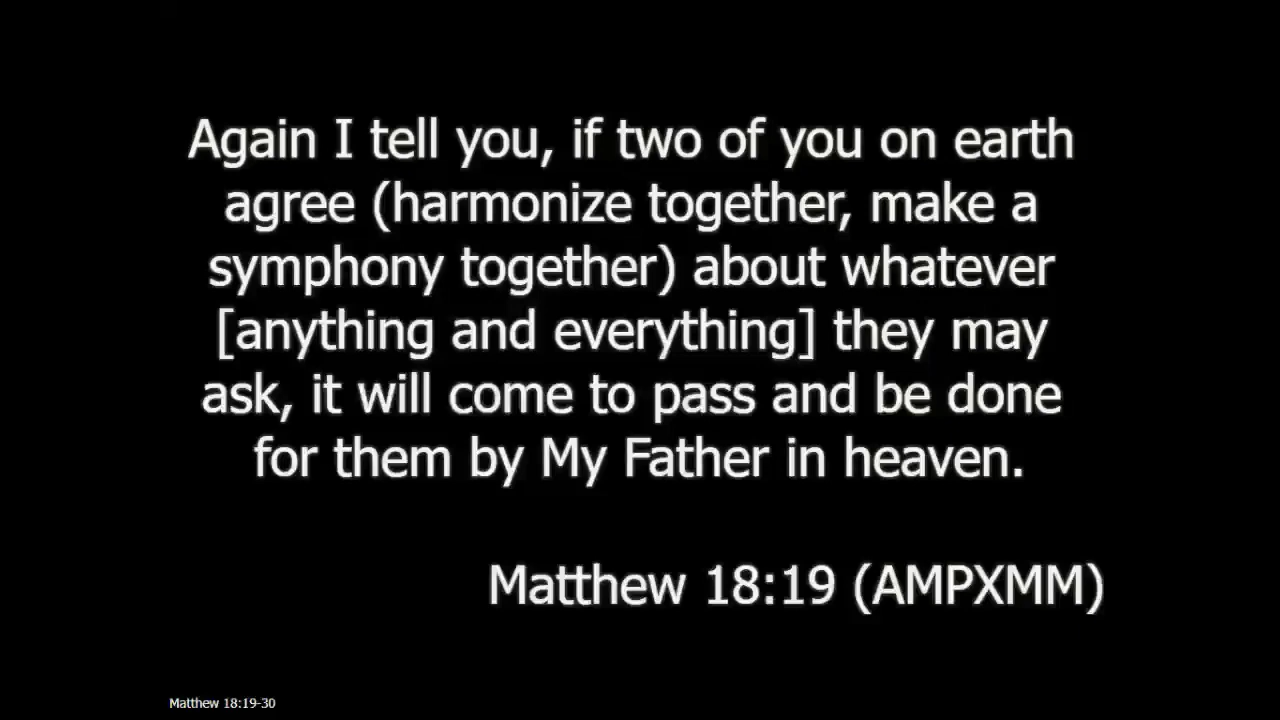 Again I tell you, if two of you on earth
agree (harmonize together, make a
symphony together) about whatever
[anything and everything] they may
ask, it will come to pass and be done
for them by My Father in heaven.
Matthew 18:19 (AMPXMM)
Matthew 18:19-30